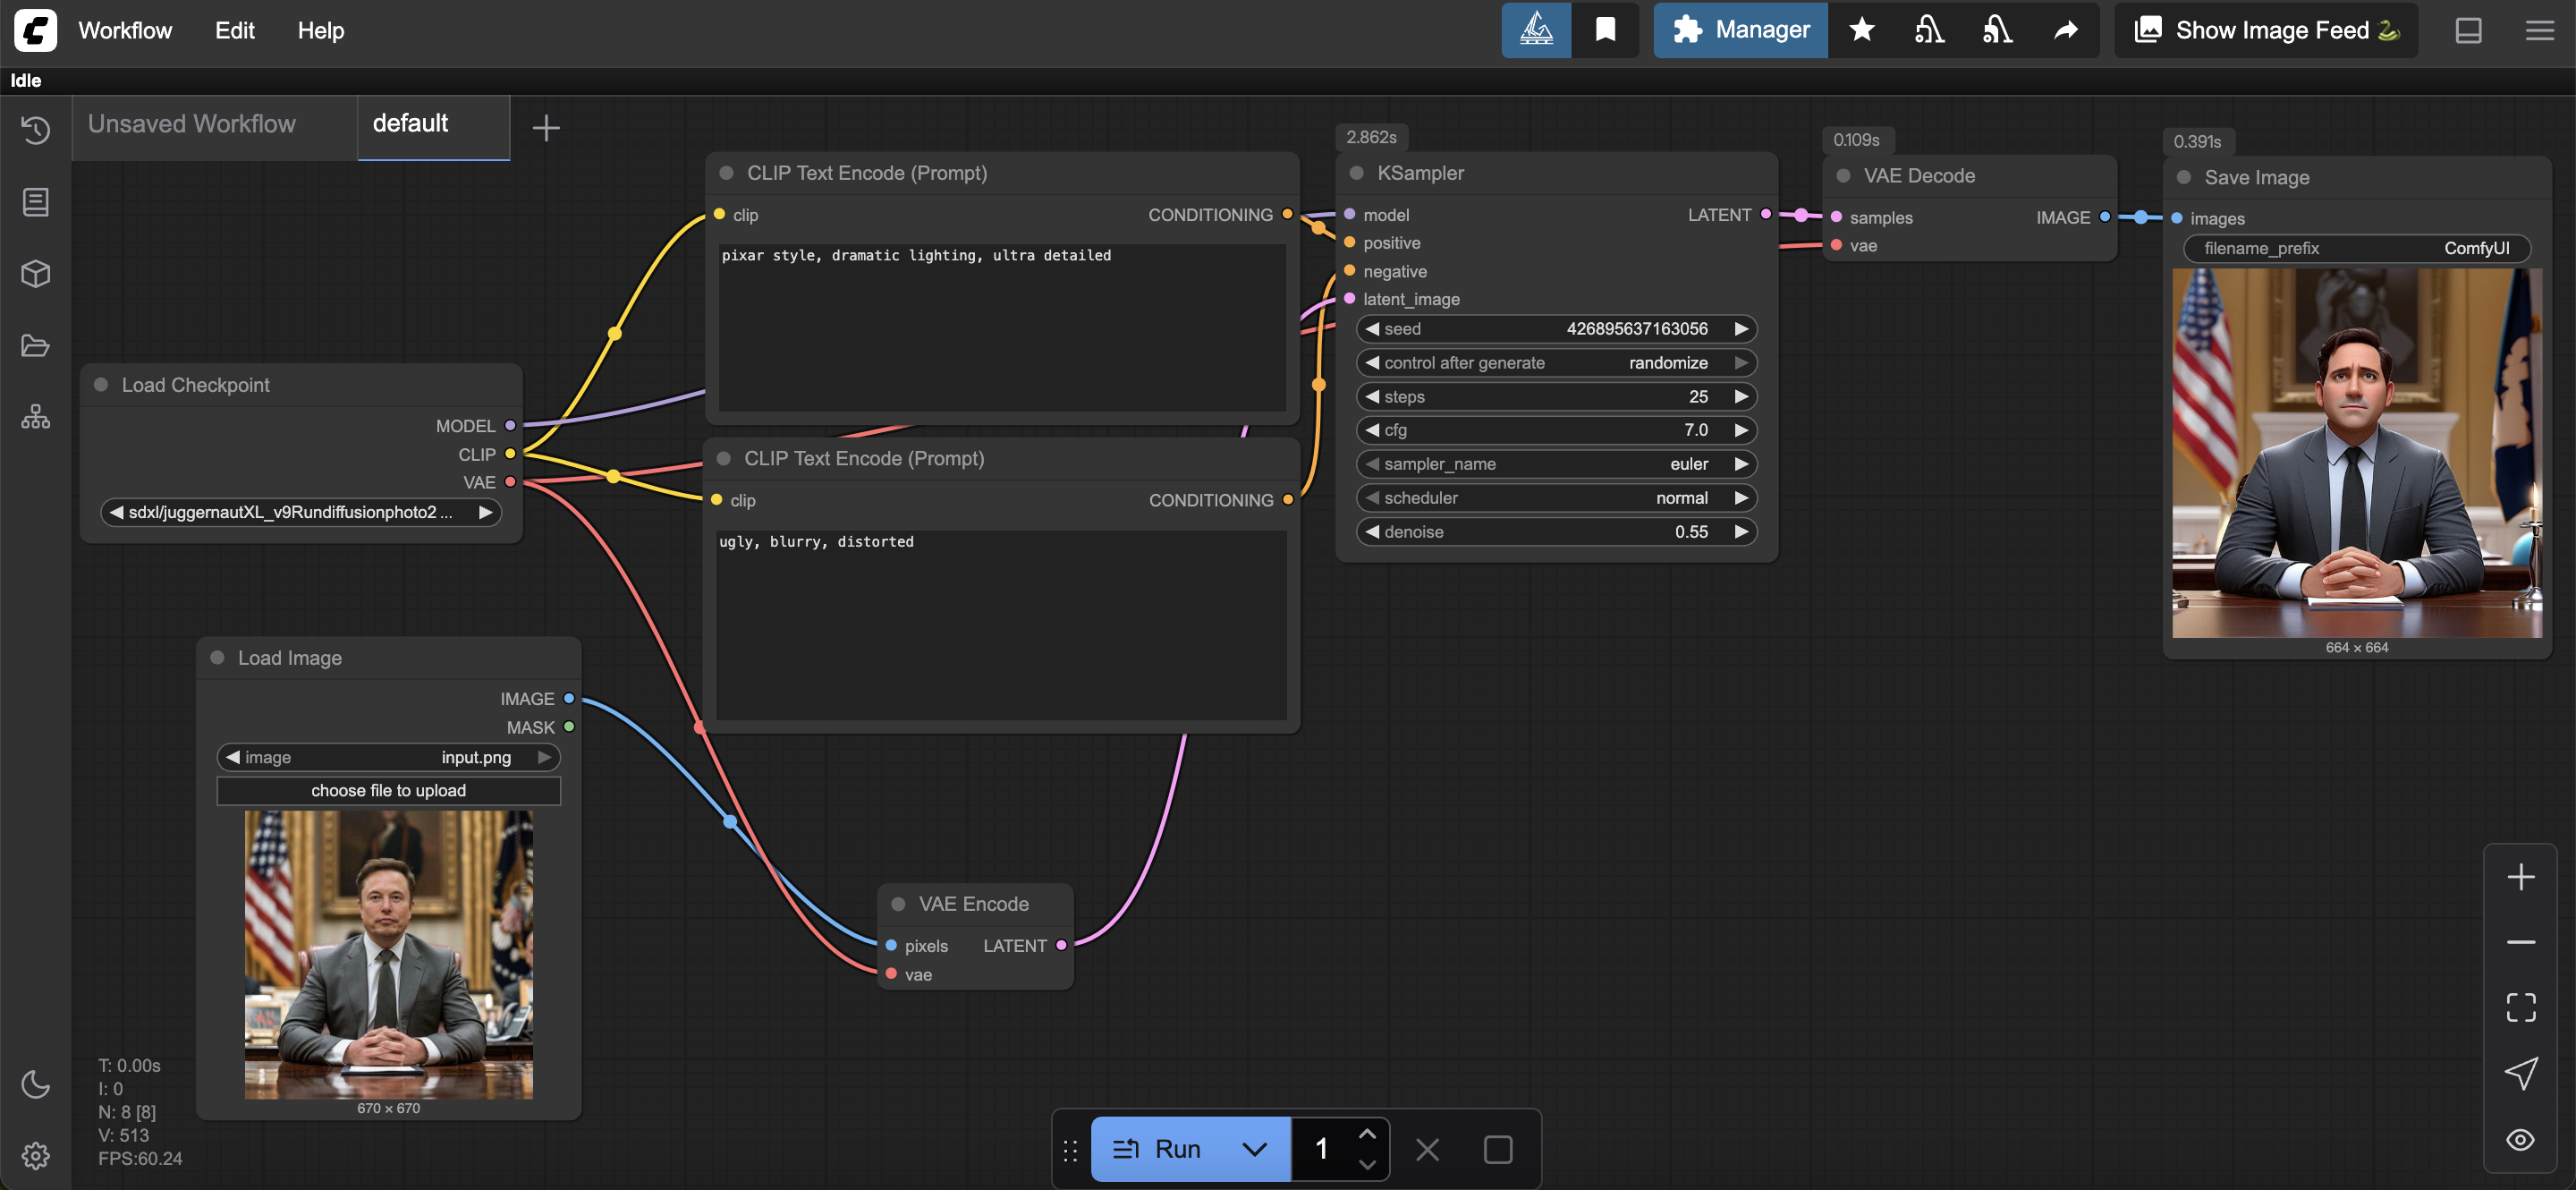 Workflow Edit Help
Manager
Show Image Feed 🐍
Idle
Unsaved Workflow
default
Load Checkpoint
MODEL
CLIP
VAE
sdxl/juggernautXL_v9Rundiffusionphoto2 ...
Load Image
IMAGE
MASK
image input.png
choose file to upload
670 × 670
T: 0.00s
I: 0
N: 8 [8]
V: 513
FPS:60.24
CLIP Text Encode (Prompt)
clip CONDITIONING
pixar style, dramatic lighting, ultra detailed
CLIP Text Encode (Prompt)
clip CONDITIONING
ugly, blurry, distorted
VAE Encode
pixels LATENT
vae
2.862s
KSampler
model LATENT
positive
negative
latent_image
seed 426895637163056
control after generate randomize
steps 25
cfg 7.0
sampler_name euler
scheduler normal
denoise 0.55
0.109s
VAE Decode
samples IMAGE
vae
0.391s
Save Image
images
filename_prefix ComfyUI
664 × 664
Run 1